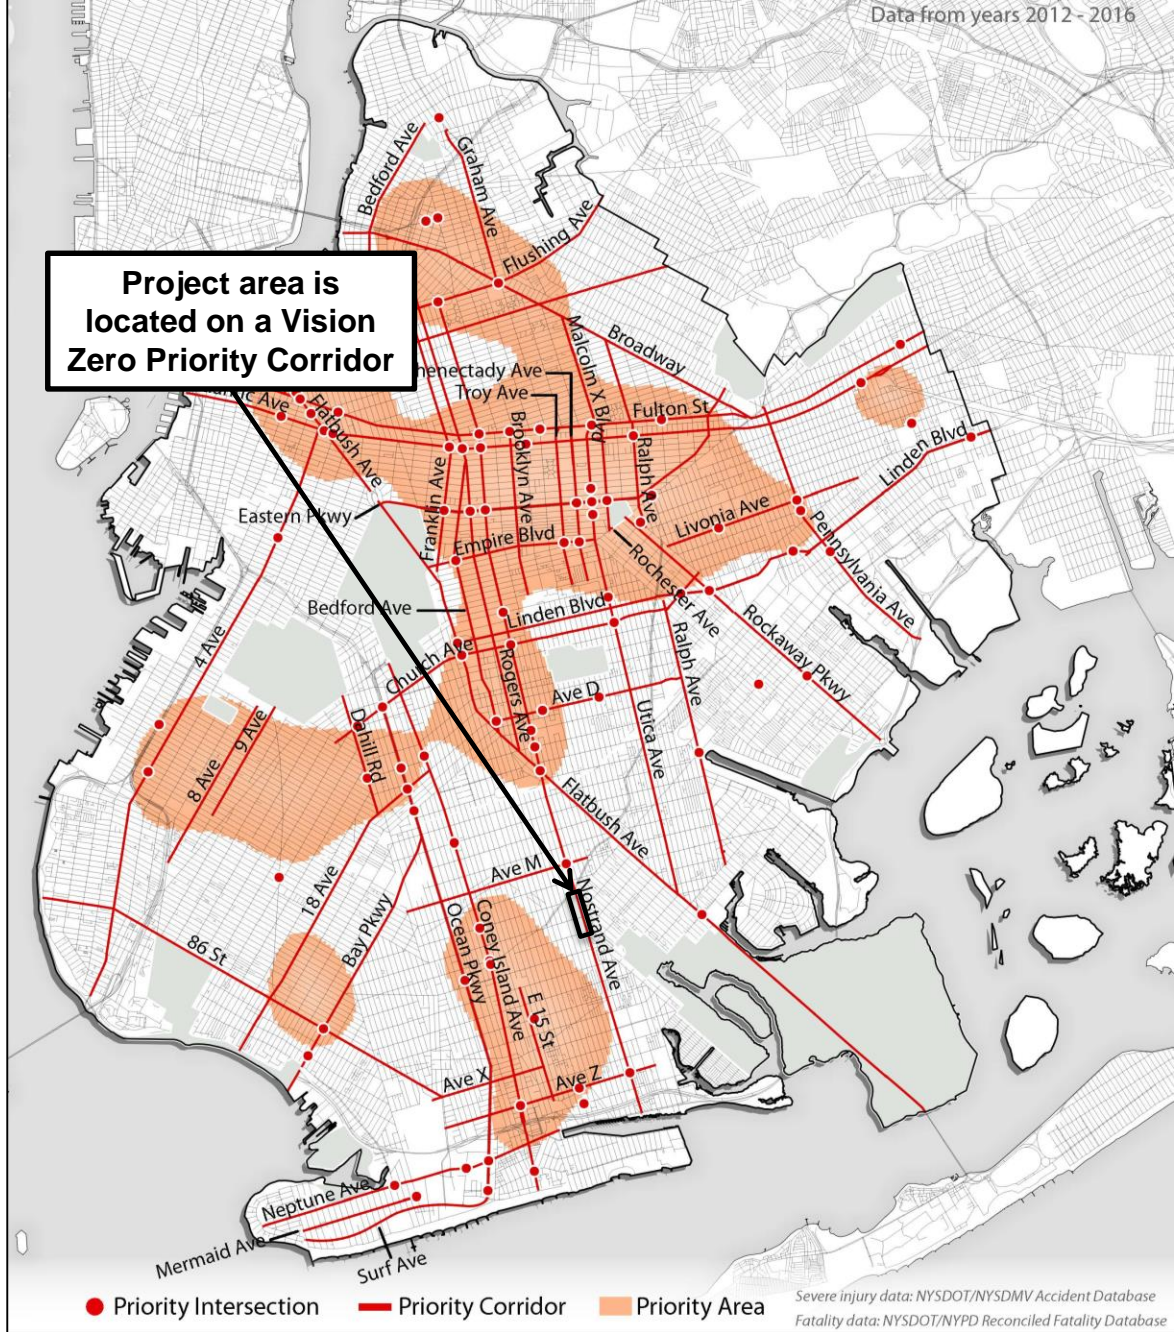 Data from years 2012 - 2016
Bedford Ave
Graham Ave
Flushing Ave
Project area is
located on a Vision
Zero Priority Corridor
Malcolm X Blvd
Broadway
Troy Ave
Ave
Flatbush Ave
Fulton St
Brooklyn Ave
Ralph Ave
Linden Blvd
Franklin Ave
Eastern Pkwy
Livonia Ave
Empire Blvd
Pennsylvania Ave
Rochester Ave
Bedford Ave
Linden Blvd
4 Ave
Church Ave
Rogers Ave
Ralph Ave
Rockaway Pkwy
Ave D
Utica Ave
9 Ave
Dahill Rd
8 Ave
Flatbush Ave
Ave M
18 Ave
Nostrand Ave
Bay Pkwy
Ocean Pkwy
Coney Island Ave
86 St
E 15 St
Ave X
Ave Z
Neptune Ave
Mermaid Ave
Surf Ave
Priority Intersection
Priority Corridor
Priority Area
Severe injury data: NYSDOT/NYSDMV Accident Database
Fatality data: NYSDOT/NYPD Reconciled Fatality Database